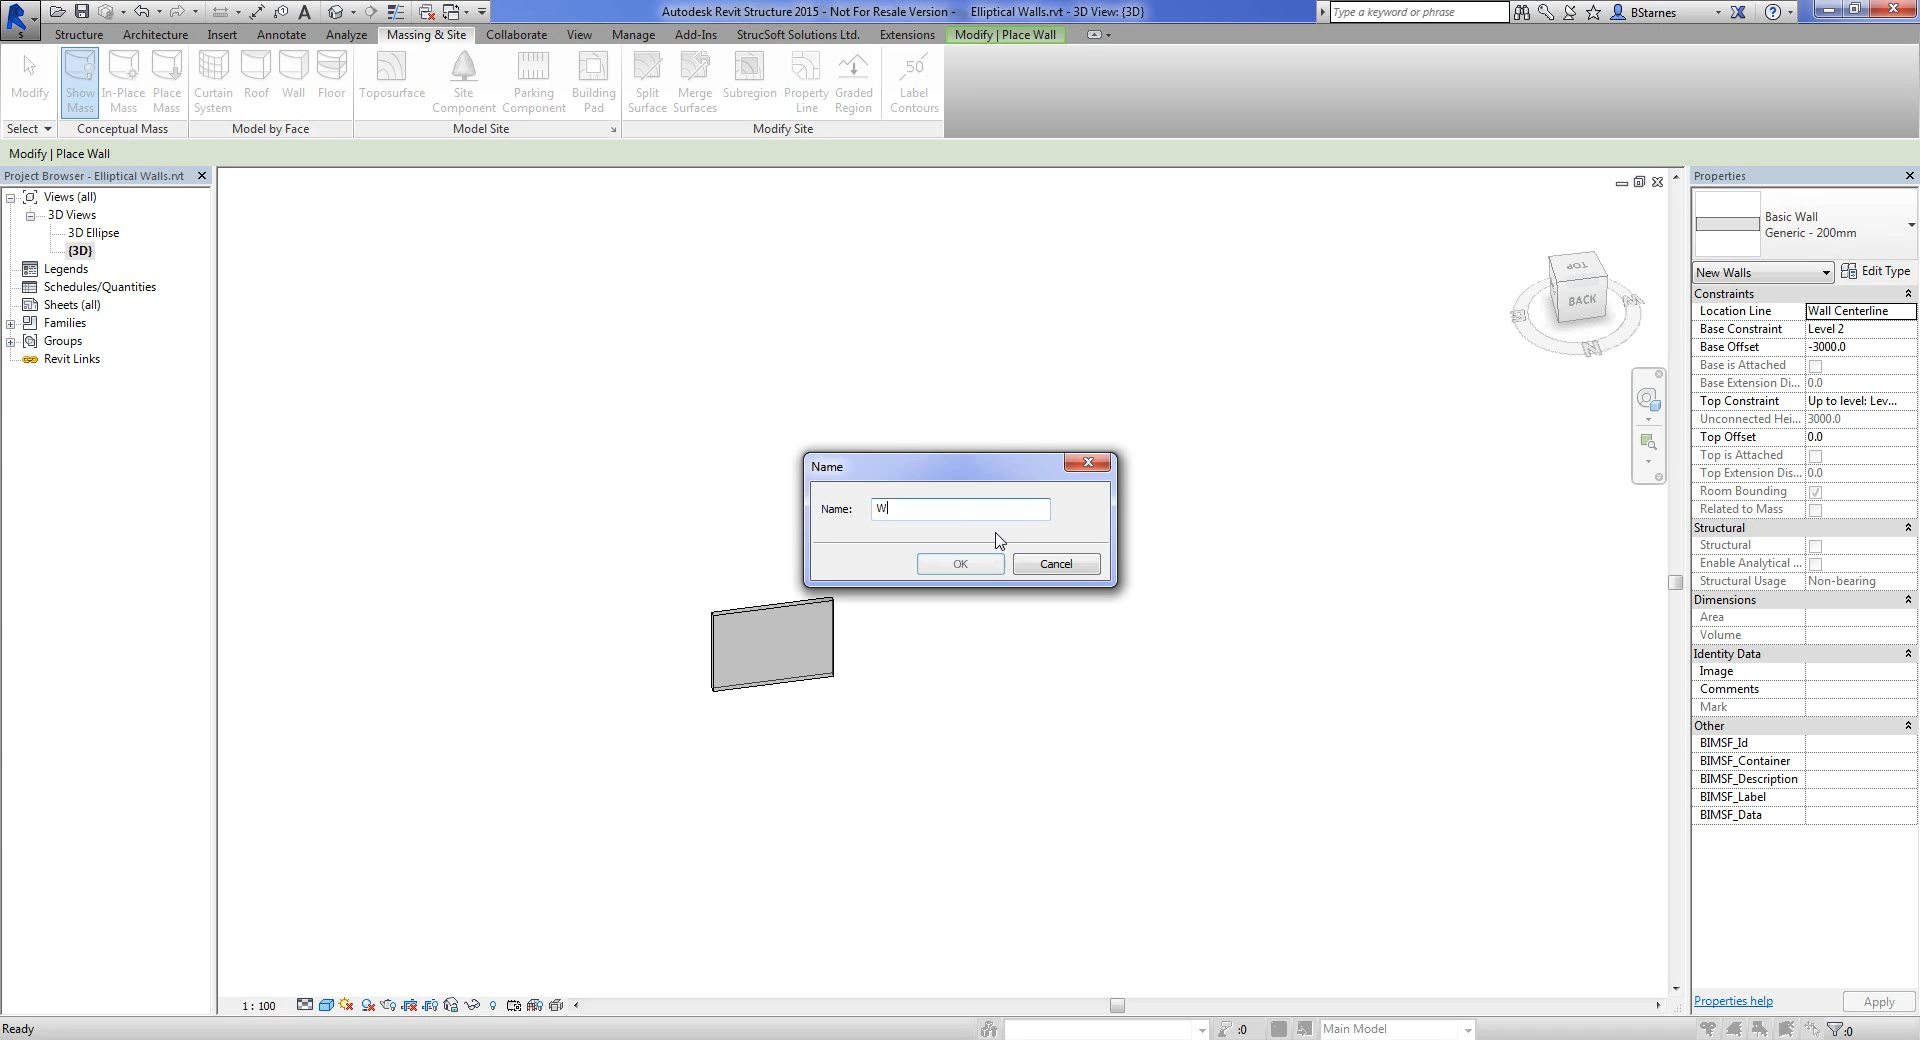 Autodesk Revit Structure 2015 - Not For Resale Version - Elliptical Walls.rvt - 3D View: {3D}
Type a keyword or phrase
BStarnes
Structure Architecture Insert Annotate Analyze Massing & Site Collaborate View Manage Add-Ins StrucSoft Solutions Ltd. Extensions Modify | Place Wall
Modify
Show Mass
In-Place Mass
Place Mass
Curtain System
Roof
Wall
Floor
Toposurface
Site Component
Parking Component
Building Pad
Split Surface
Merge Surfaces
Subregion
Property Line
Graded Region
50
Label Contours
Select Conceptual Mass Model by Face Model Site Modify Site
Modify | Place Wall
Project Browser - Elliptical Walls.rvt
Views (all)
3D Views
3D Ellipse
{3D}
Legends
Schedules/Quantities
Sheets (all)
Families
Groups
Revit Links
TOP
BACK
W
N
E
Name
Name: W
OK Cancel
Properties
Basic Wall
Generic - 200mm
New Walls Edit Type
Constraints
Location Line Wall Centerline
Base Constraint Level 2
Base Offset -3000.0
Base is Attached
Base Extension Di... 0.0
Top Constraint Up to level: Lev...
Unconnected Hei... 3000.0
Top Offset 0.0
Top is Attached
Top Extension Dis... 0.0
Room Bounding
Related to Mass
Structural
Structural
Enable Analytical ...
Structural Usage Non-bearing
Dimensions
Area
Volume
Identity Data
Image
Comments
Mark
Other
BIMSF_Id
BIMSF_Container
BIMSF_Description
BIMSF_Label
BIMSF_Data
Properties help Apply
1 : 100
Ready
:0
Main Model
:0